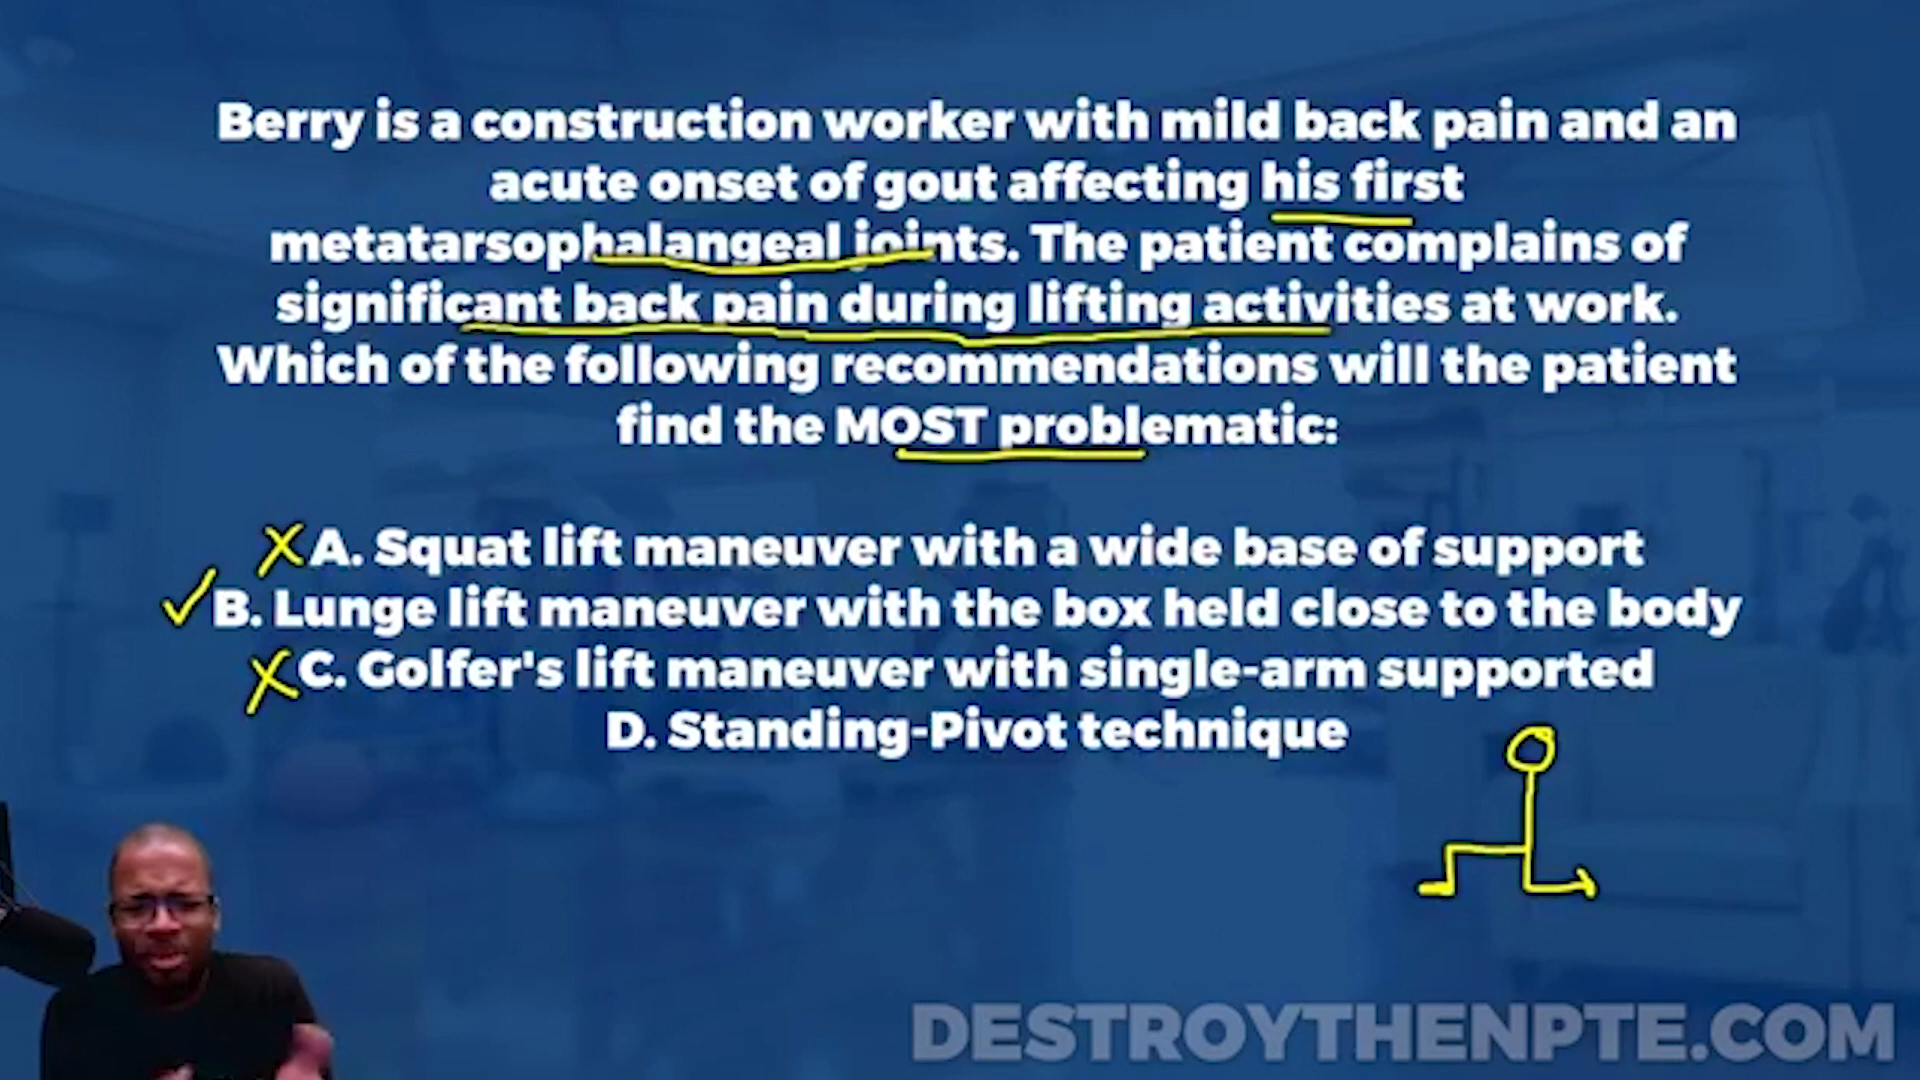 Berry is a construction worker with mild back pain and an
acute onset of gout affecting his first
metatarsophalangeal joints. The patient complains of
significant back pain during lifting activities at work.
Which of the following recommendations will the patient
find the MOST problematic:
A. Squat lift maneuver with a wide base of support
B. Lunge lift maneuver with the box held close to the body
C. Golfer's lift maneuver with single-arm supported
D. Standing-Pivot technique
DESTROYTHENPTE.COM